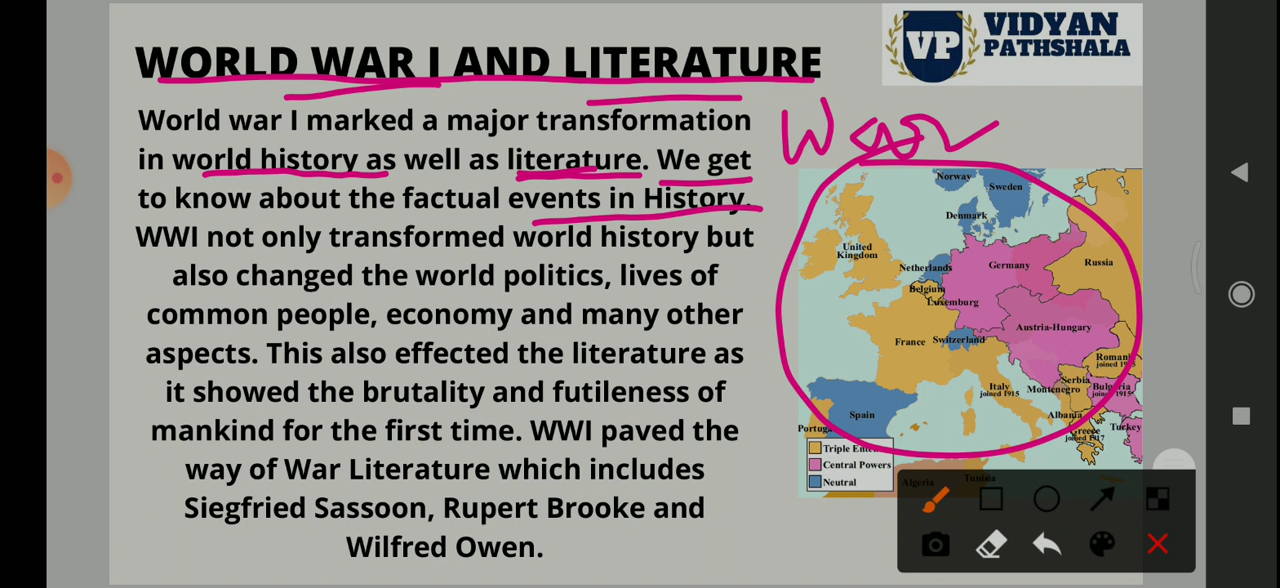 WORLD WAR I AND LITERATURE
VIDYAN
PATHSHALA
VP
World war I marked a major transformation
in world history as well as literature. We get
to know about the factual events in History.
WWI not only transformed world history but
also changed the world politics, lives of
common people, economy and many other
aspects. This also effected the literature as
it showed the brutality and futileness of
mankind for the first time. WWI paved the
way of War Literature which includes
Siegfried Sassoon, Rupert Brooke and
Wilfred Owen.
War
Norway
Sweden
Denmark
United
Kingdom
Netherlands
Germany
Russia
Belgium
Luxemburg
Austria-Hungary
France
Switzerland
Italy
joined 1915
Montenegro
Serbia
Bulgaria
Albania
Greece
joined 1917
Turkey
Spain
Triple
Central Powers
Neutral
Algeria
Tunisia